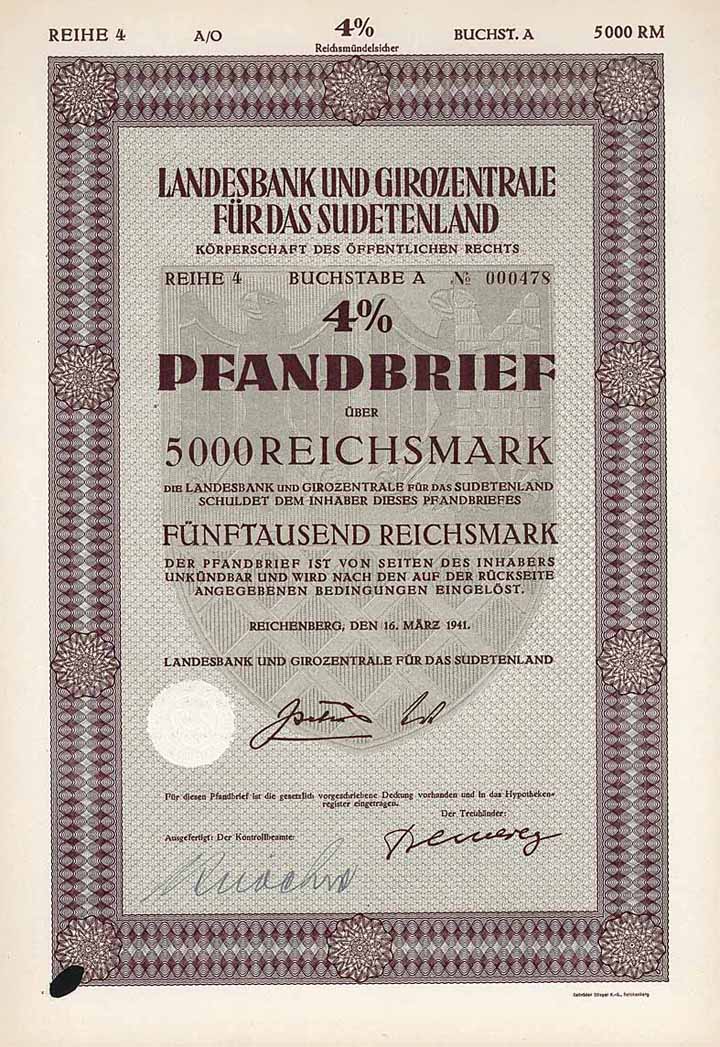 REIHE 4 A/O 4% BUCHST. A 5000 RM
Reichsmündelsicher
LANDESBANK UND GIROZENTRALE
FÜR DAS SUDETENLAND
KÖRPERSCHAFT DES ÖFFENTLICHEN RECHTS
REIHE 4 BUCHSTABE A № 000478
4%
PFANDBRIEF
ÜBER
5000 REICHSMARK
DIE LANDESBANK UND GIROZENTRALE FÜR DAS SUDETENLAND
SCHULDET DEM INHABER DIESES PFANDBRIEFES
FÜNFTAUSEND REICHSMARK
DER PFANDBRIEF IST VON SEITEN DES INHABERS
UNKÜNDBAR UND WIRD NACH DEN AUF DER RÜCKSEITE
ANGEGEBENEN BEDINGUNGEN EINGELÖST.
REICHENBERG, DEN 16. MÄRZ 1941.
LANDESBANK UND GIROZENTRALE FÜR DAS SUDETENLAND
Für diesen Pfandbrief ist die gesetzlich vorgeschriebene Deckung vorhanden und in das Hypotheken-
register eingetragen.
Der Treuhänder:
Ausgefertigt: Der Kontrollbeamte:
Gebrüder Stiepel K.-G., Reichenberg